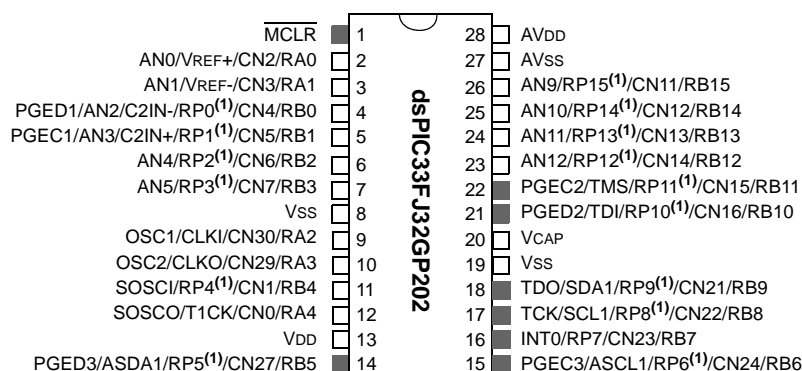 MCLR 1 28 AVDD
AN0/VREF+/CN2/RA0 2 27 AVSS
AN1/VREF-/CN3/RA1 3 26 AN9/RP15(1)/CN11/RB15
PGED1/AN2/C2IN-/RP0(1)/CN4/RB0 4 25 AN10/RP14(1)/CN12/RB14
PGEC1/AN3/C2IN+/RP1(1)/CN5/RB1 5 24 AN11/RP13(1)/CN13/RB13
AN4/RP2(1)/CN6/RB2 6 23 AN12/RP12(1)/CN14/RB12
AN5/RP3(1)/CN7/RB3 7 22 PGEC2/TMS/RP11(1)/CN15/RB11
VSS 8 21 PGED2/TDI/RP10(1)/CN16/RB10
OSC1/CLKI/CN30/RA2 9 20 VCAP
OSC2/CLKO/CN29/RA3 10 19 VSS
SOSCI/RP4(1)/CN1/RB4 11 18 TDO/SDA1/RP9(1)/CN21/RB9
SOSCO/T1CK/CN0/RA4 12 17 TCK/SCL1/RP8(1)/CN22/RB8
VDD 13 16 INT0/RP7/CN23/RB7
PGED3/ASDA1/RP5(1)/CN27/RB5 14 15 PGEC3/ASCL1/RP6(1)/CN24/RB6
dsPIC33FJ32GP202